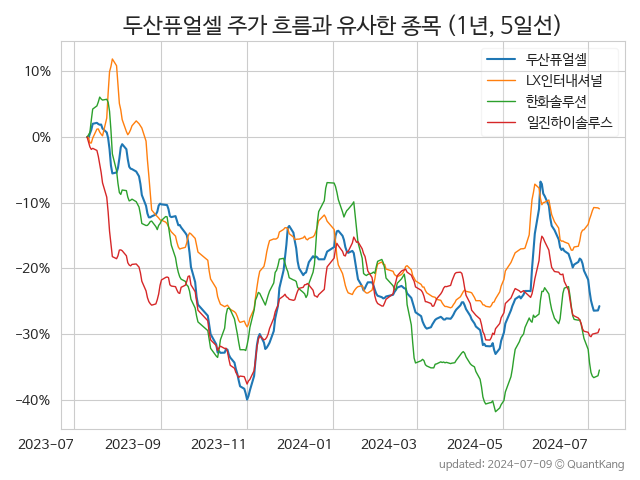 두산퓨얼셀 주가 흐름과 유사한 종목 (1년, 5일선)
두산퓨얼셀
LX인터내셔널
한화솔루션
일진하이솔루스
10%
0%
−10%
−20%
−30%
−40%
2023-07
2023-09
2023-11
2024-01
2024-03
2024-05
2024-07
updated: 2024-07-09 © QuantKang